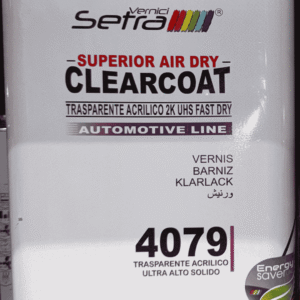 Vernici
Sefra ®
SUPERIOR AIR DRY
CLEARCOAT
TRASPARENTE ACRILICO 2K UHS FAST DRY
AUTOMOTIVE LINE
VERNIS
BARNIZ
KLARLACK
ورنيش
4079
TRASPARENTE ACRILICO
ULTRA ALTO SOLIDO
Energy
saver